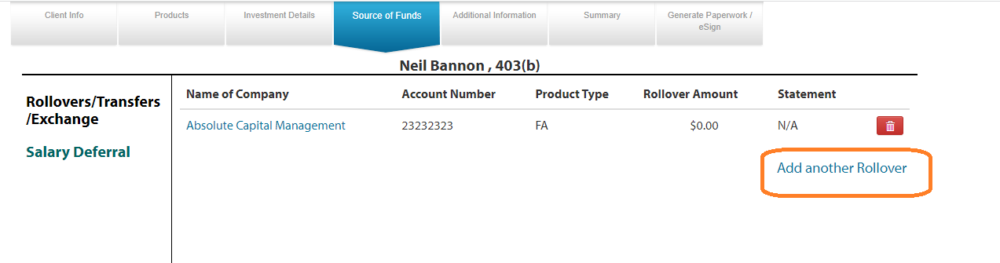 Client Info
Products
Investment Details
Source of Funds
Additional Information
Summary
Generate Paperwork /
eSign
Neil Bannon , 403(b)
Rollovers/Transfers
/Exchange
Salary Deferral
Name of Company Account Number Product Type Rollover Amount Statement
Absolute Capital Management 23232323 FA $0.00 N/A
Add another Rollover